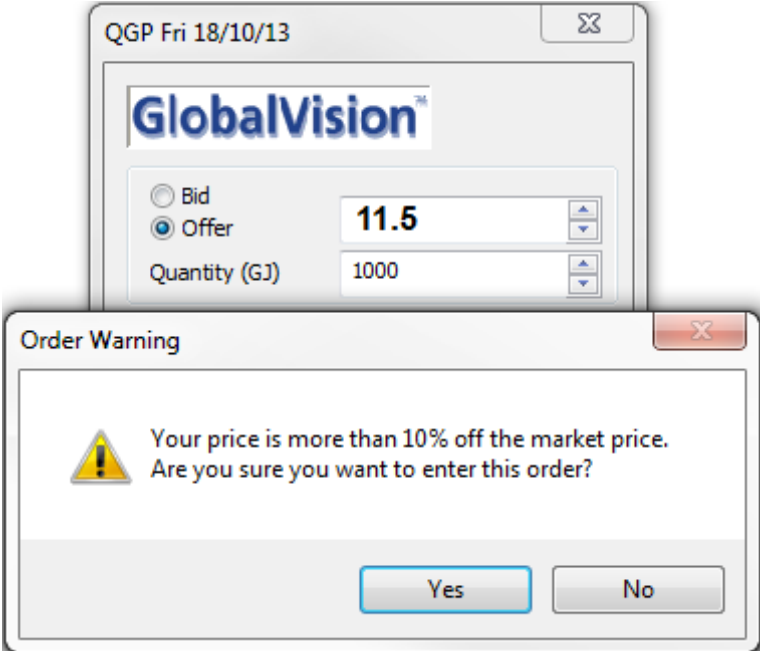 QGP Fri 18/10/13
GlobalVision™
Bid
Offer
11.5
Quantity (GJ)
1000
Order Warning
Your price is more than 10% off the market price.
Are you sure you want to enter this order?
Yes
No